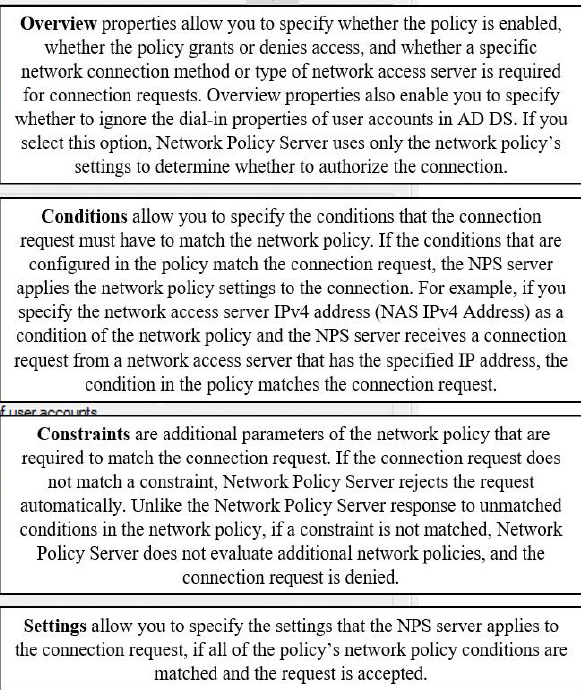 Overview properties allow you to specify whether the policy is enabled,
whether the policy grants or denies access, and whether a specific
network connection method or type of network access server is required
for connection requests. Overview properties also enable you to specify
whether to ignore the dial-in properties of user accounts in AD DS. If you
select this option, Network Policy Server uses only the network policy's
settings to determine whether to authorize the connection.
Conditions allow you to specify the conditions that the connection
request must have to match the network policy. If the conditions that are
configured in the policy match the connection request, the NPS server
applies the network policy settings to the connection. For example, if you
specify the network access server IPv4 address (NAS IPv4 Address) as a
condition of the network policy and the NPS server receives a connection
request from a network access server that has the specified IP address, the
condition in the policy matches the connection request.
f user accounts
Constraints are additional parameters of the network policy that are
required to match the connection request. If the connection request does
not match a constraint, Network Policy Server rejects the request
automatically. Unlike the Network Policy Server response to unmatched
conditions in the network policy, if a constraint is not matched, Network
Policy Server does not evaluate additional network policies, and the
connection request is denied.
Settings allow you to specify the settings that the NPS server applies to
the connection request, if all of the policy's network policy conditions are
matched and the request is accepted.